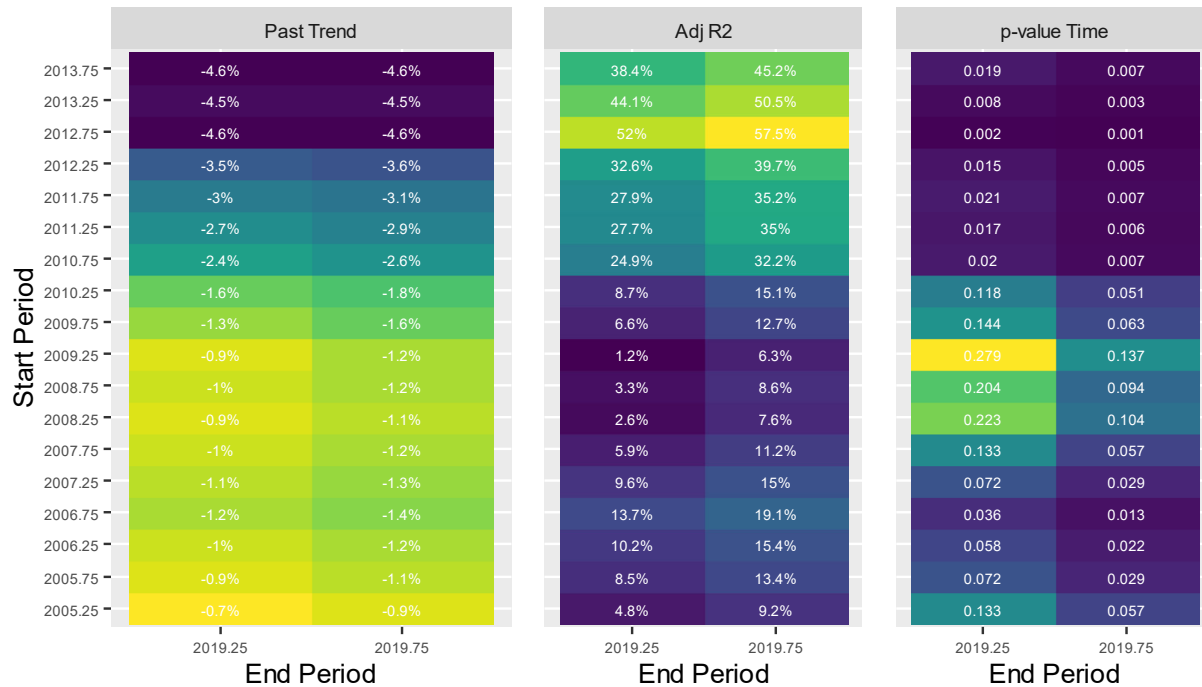 Past Trend Adj R2 p-value Time
2013.75 -4.6% -4.6% 38.4% 45.2% 0.019 0.007
2013.25 -4.5% -4.5% 44.1% 50.5% 0.008 0.003
2012.75 -4.6% -4.6% 52% 57.5% 0.002 0.001
2012.25 -3.5% -3.6% 32.6% 39.7% 0.015 0.005
2011.75 -3% -3.1% 27.9% 35.2% 0.021 0.007
2011.25 -2.7% -2.9% 27.7% 35% 0.017 0.006
2010.75 -2.4% -2.6% 24.9% 32.2% 0.02 0.007
2010.25 -1.6% -1.8% 8.7% 15.1% 0.118 0.051
2009.75 -1.3% -1.6% 6.6% 12.7% 0.144 0.063
2009.25 -0.9% -1.2% 1.2% 6.3% 0.279 0.137
2008.75 -1% -1.2% 3.3% 8.6% 0.204 0.094
2008.25 -0.9% -1.1% 2.6% 7.6% 0.223 0.104
2007.75 -1% -1.2% 5.9% 11.2% 0.133 0.057
2007.25 -1.1% -1.3% 9.6% 15% 0.072 0.029
2006.75 -1.2% -1.4% 13.7% 19.1% 0.036 0.013
2006.25 -1% -1.2% 10.2% 15.4% 0.058 0.022
2005.75 -0.9% -1.1% 8.5% 13.4% 0.072 0.029
2005.25 -0.7% -0.9% 4.8% 9.2% 0.133 0.057
Start Period
2019.25 2019.75 2019.25 2019.75 2019.25 2019.75
End Period End Period End Period